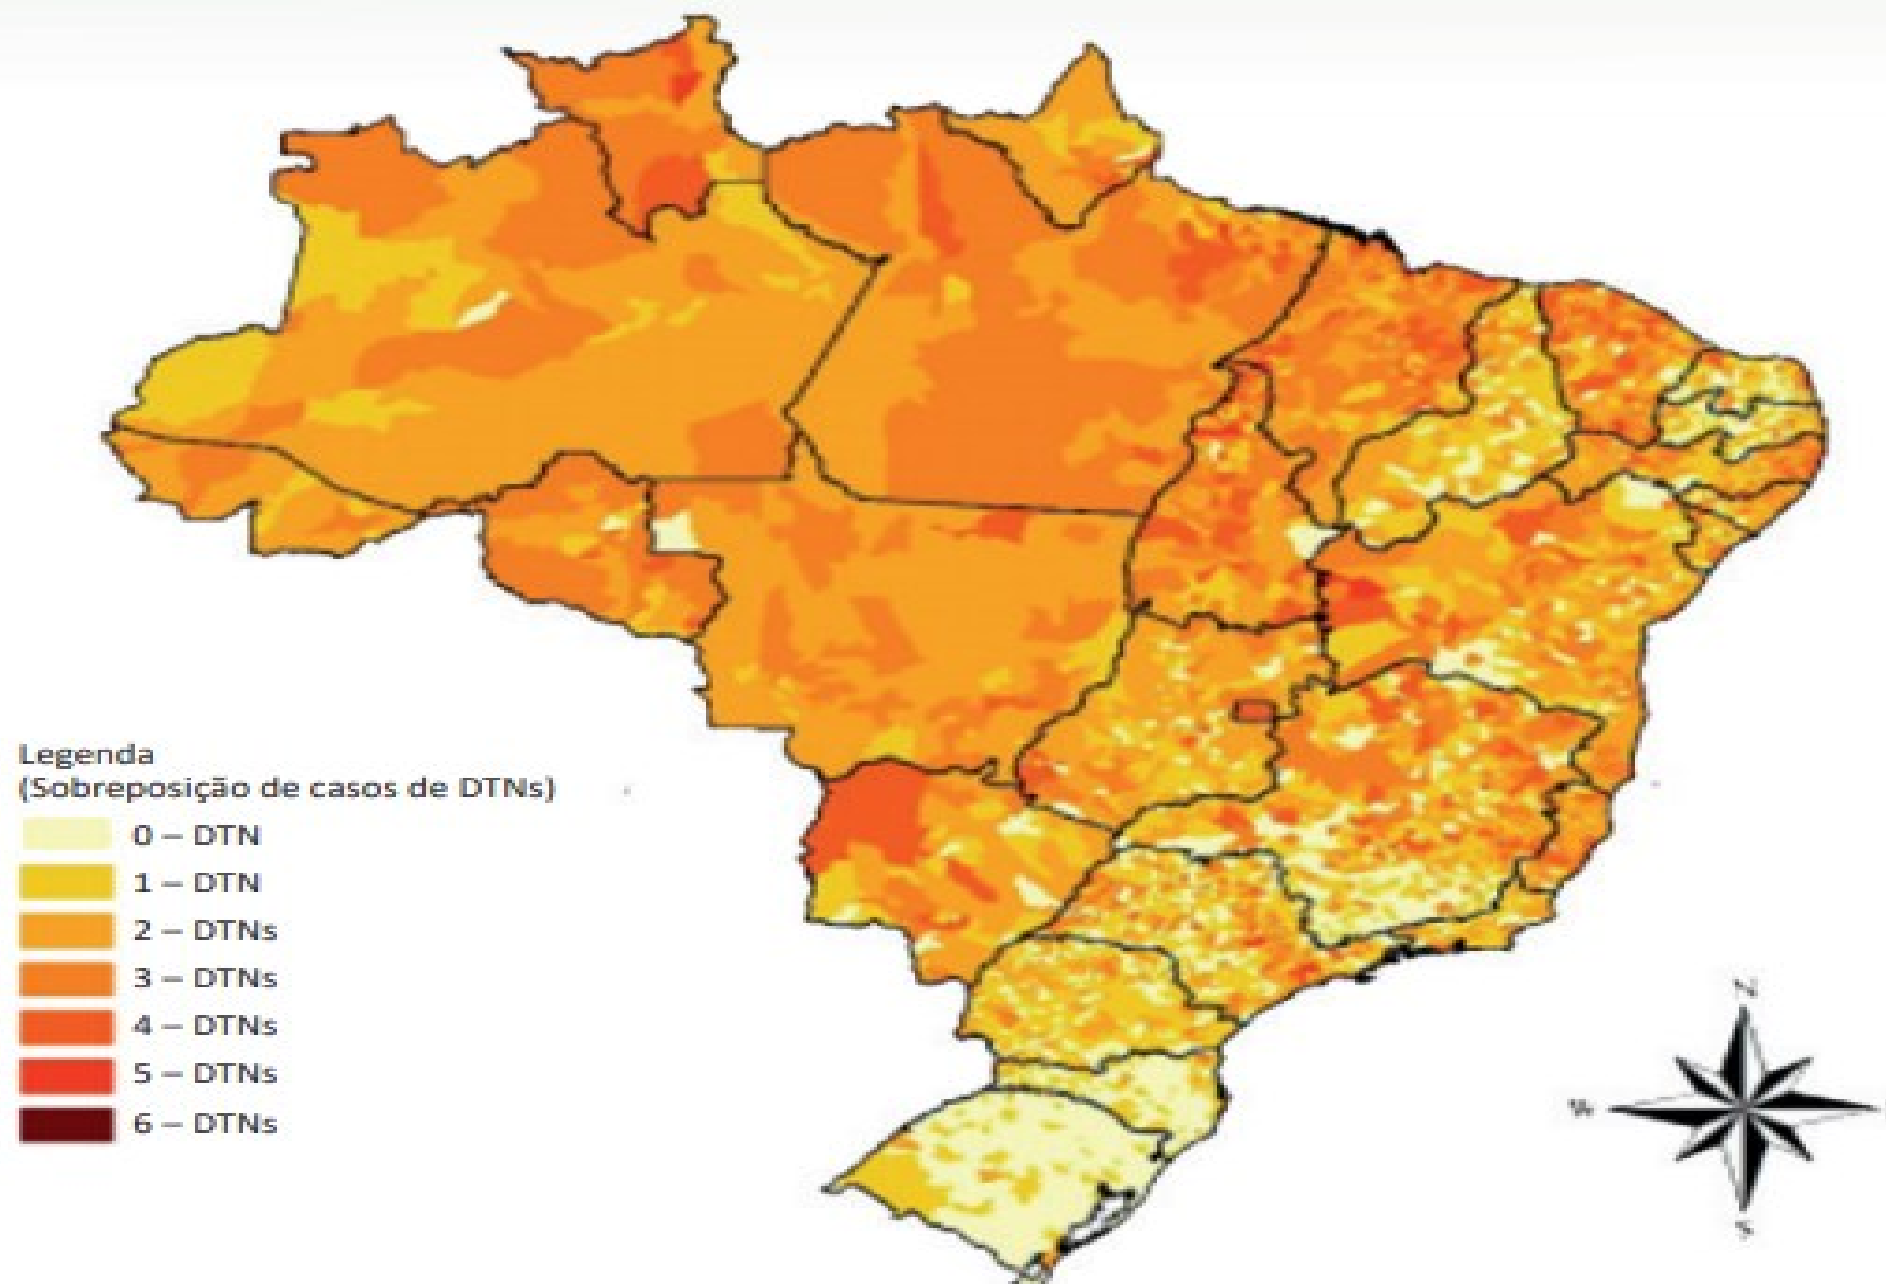 Legenda
(Sobreposição de casos de DTNs)
0 – DTN
1 – DTN
2 – DTNs
3 – DTNs
4 – DTNs
5 – DTNs
6 – DTNs
N
W
S